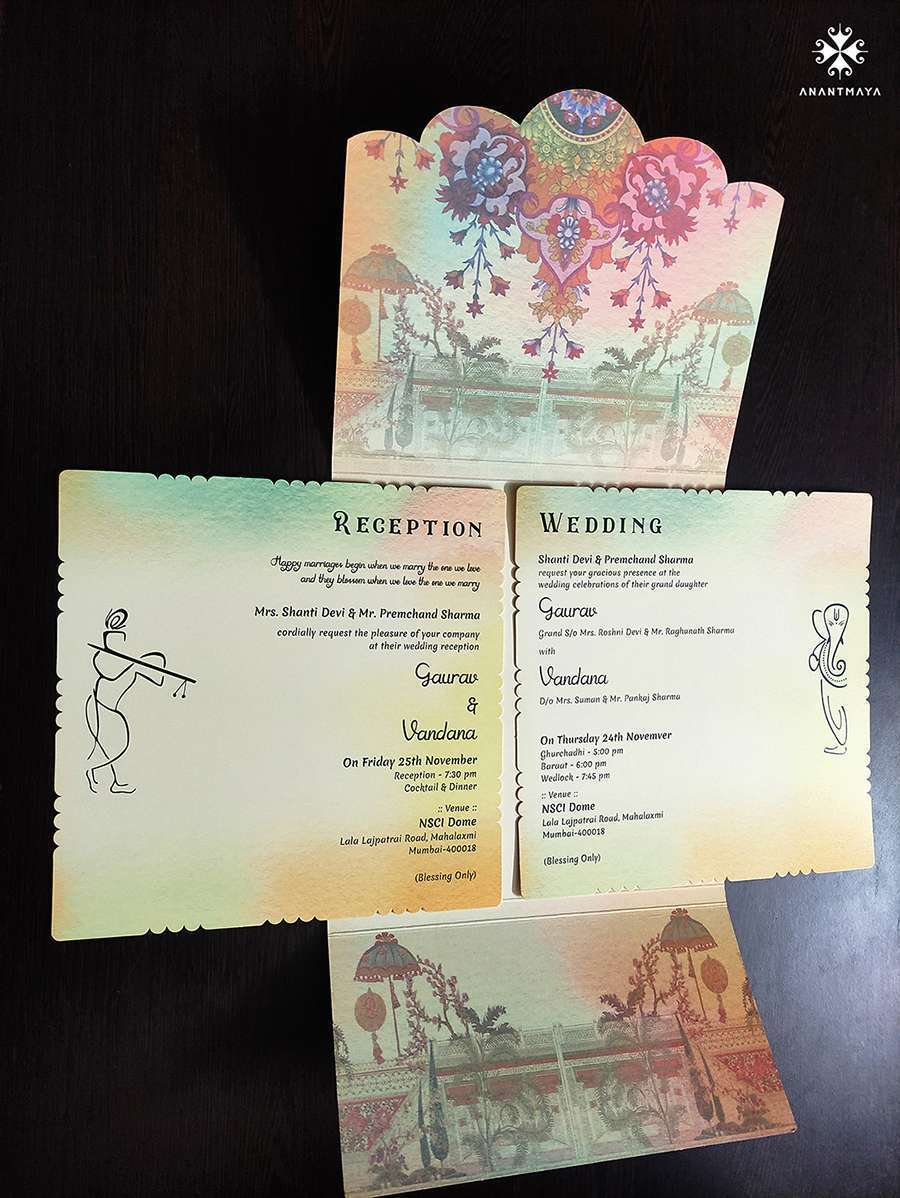 ANANTMAYA
RECEPTION
Happy marriages begin when we marry the one we love
and they blossom when we love the one we marry
Mrs. Shanti Devi & Mr. Premchand Sharma
cordially request the pleasure of your company
at their wedding reception
Gaurav
&
Vandana
On Friday 25th November
Reception - 7:30 pm
Cocktail & Dinner
:: Venue ::
NSCI Dome
Lala Lajpatrai Road, Mahalaxmi
Mumbai-400018
(Blessing Only)
WEDDING
Shanti Devi & Premchand Sharma
request your gracious presence at the
wedding celebrations of their grand daughter
Gaurav
Grand S/o Mrs. Roshni Devi & Mr. Raghunath Sharma
with
Vandana
D/o Mrs. Suman & Mr. Pankaj Sharma
On Thursday 24th Novemver
Ghurchadhi - 5:00 pm
Baraat - 6:00 pm
Wedlock - 7:45 pm
:: Venue ::
NSCI Dome
Lala Lajpatrai Road, Mahalaxmi
Mumbai-400018
(Blessing Only)